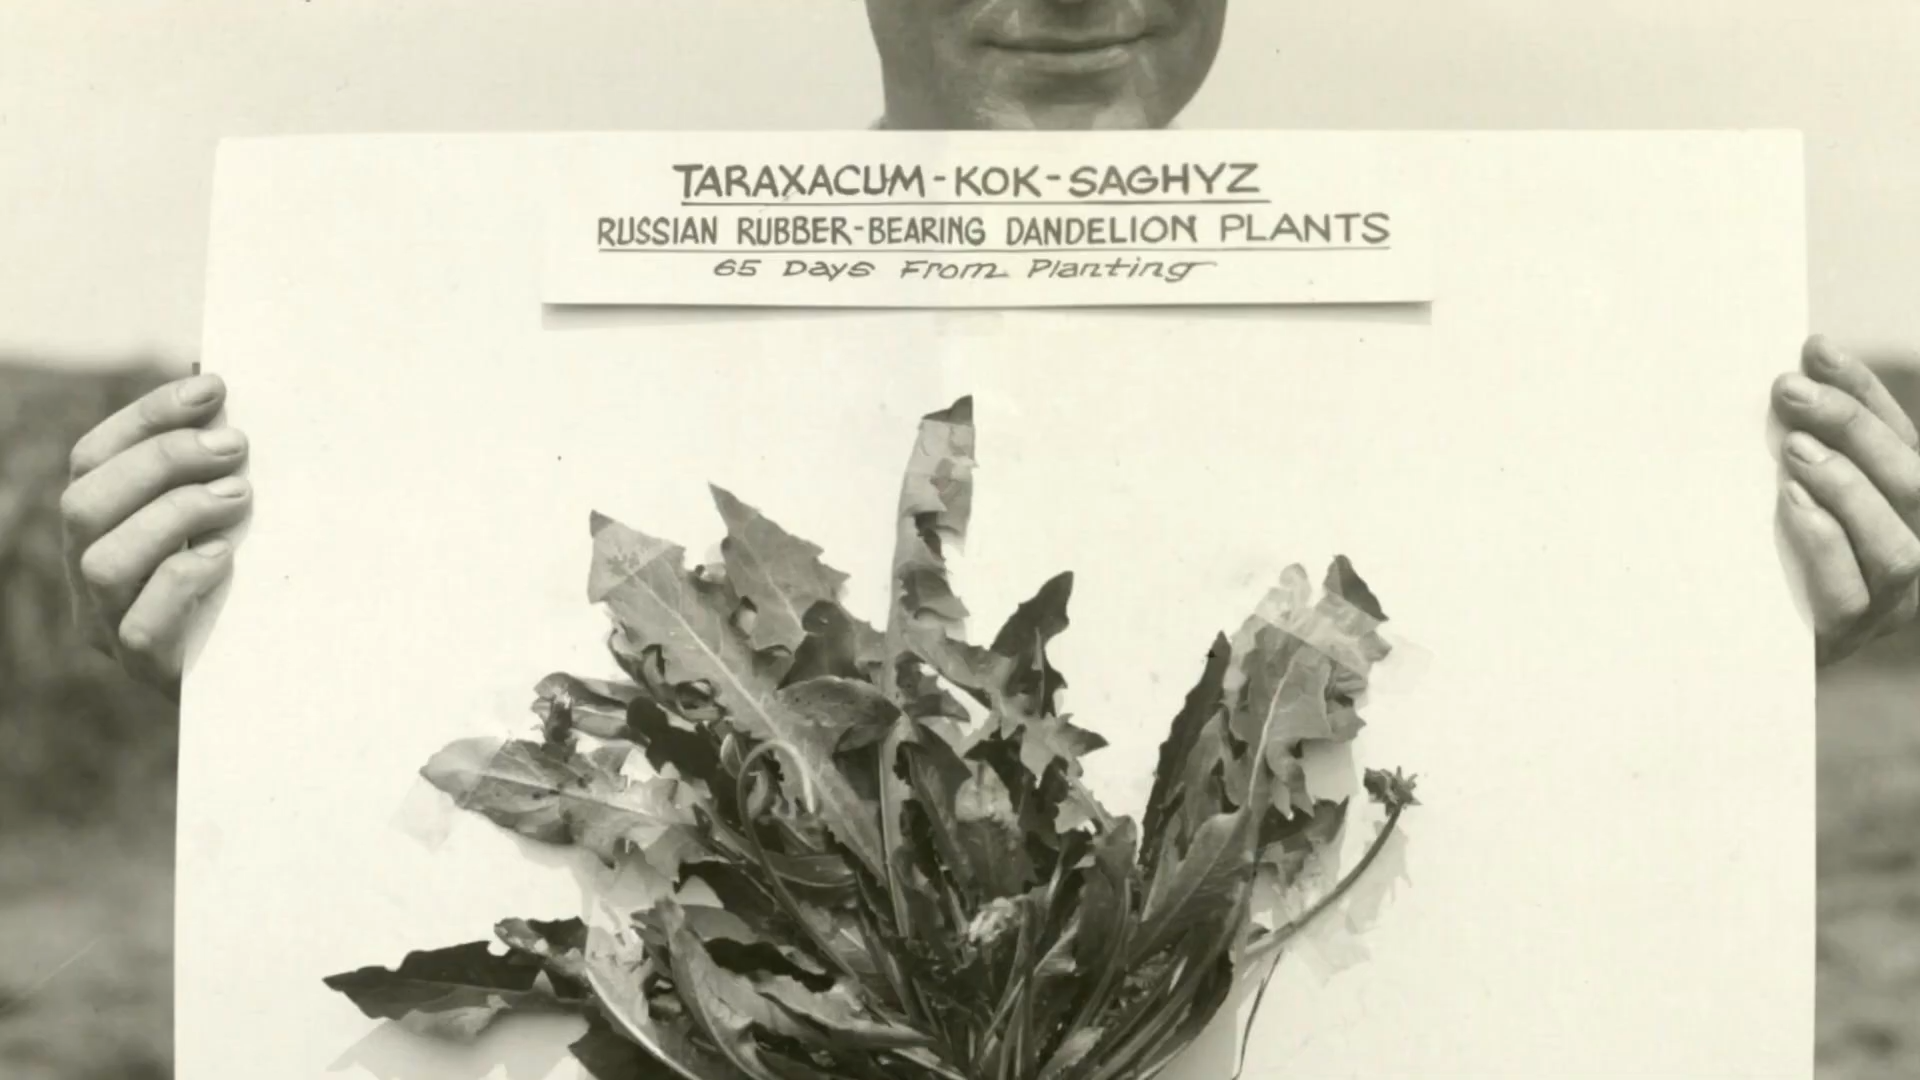 TARAXACUM-KOK-SAGHYZ
RUSSIAN RUBBER-BEARING DANDELION PLANTS
65 Days From Planting